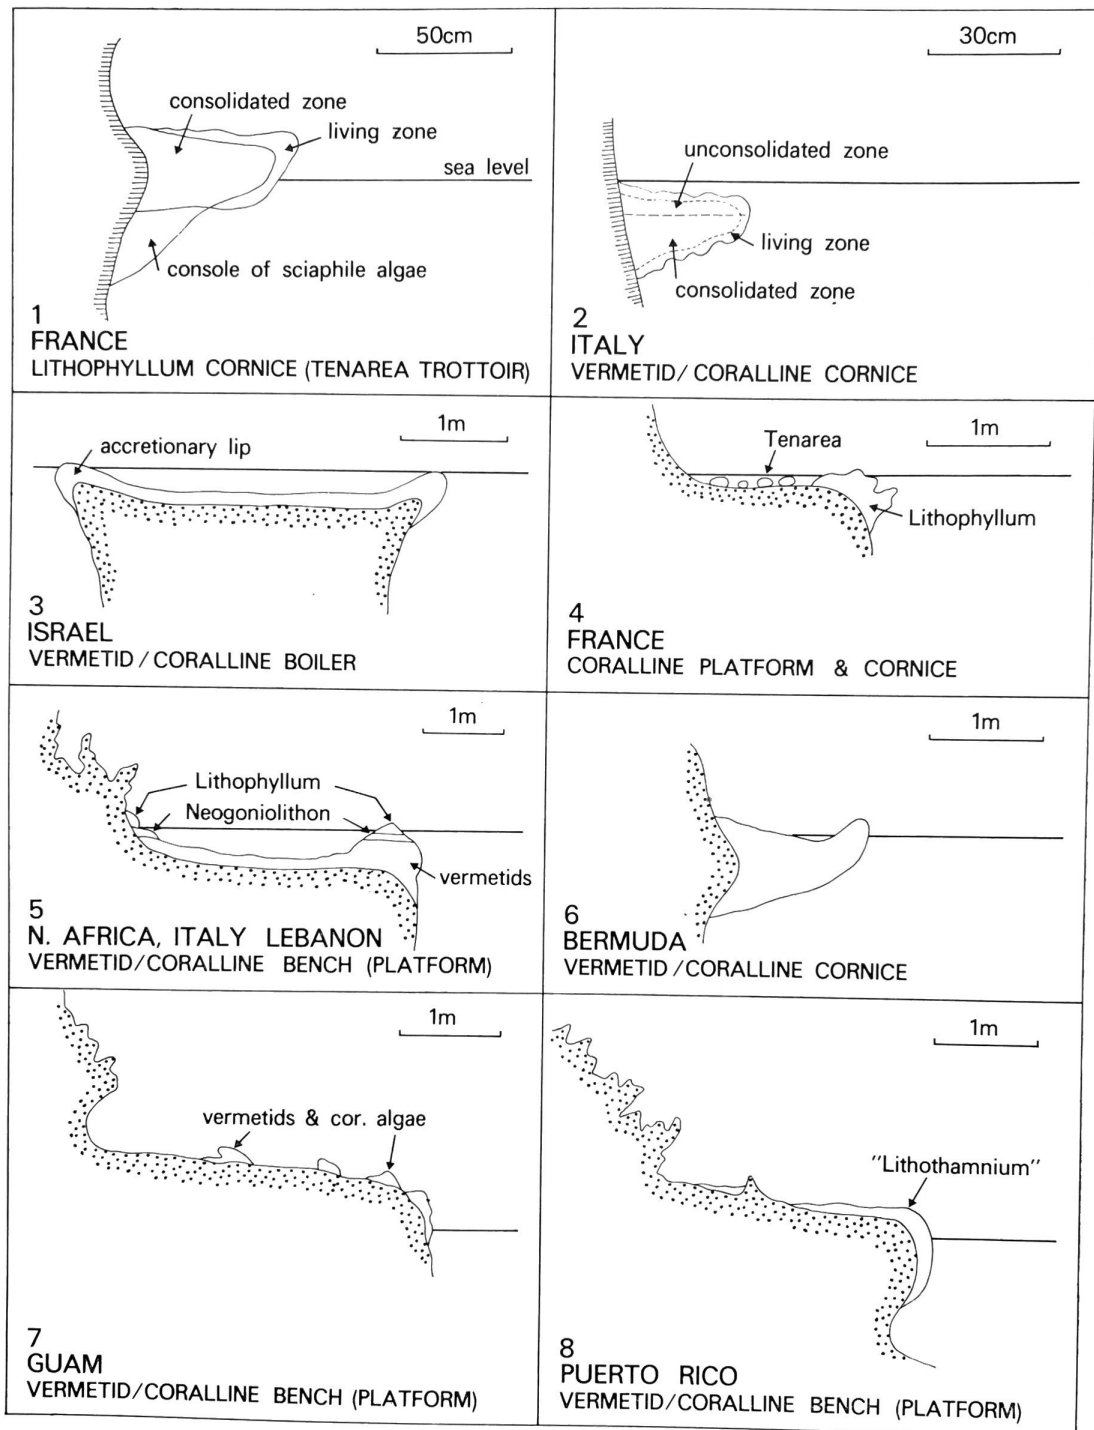 50cm
consolidated zone
living zone
sea level
console of sciaphile algae
1
FRANCE
LITHOPHYLLUM CORNICE (TENAREA TROTTOIR)
30cm
unconsolidated zone
living zone
consolidated zone
2
ITALY
VERMETID/ CORALLINE CORNICE
1m
accretionary lip
3
ISRAEL
VERMETID / CORALLINE BOILER
1m
Tenarea
Lithophyllum
4
FRANCE
CORALLINE PLATFORM & CORNICE
1m
Lithophyllum
Neogoniolithon
vermetids
5
N. AFRICA, ITALY LEBANON
VERMETID/CORALLINE BENCH (PLATFORM)
1m
6
BERMUDA
VERMETID / CORALLINE CORNICE
1m
vermetids & cor. algae
7
GUAM
VERMETID/CORALLINE BENCH (PLATFORM)
1m
"Lithothamnium"
8
PUERTO RICO
VERMETID/CORALLINE BENCH (PLATFORM)